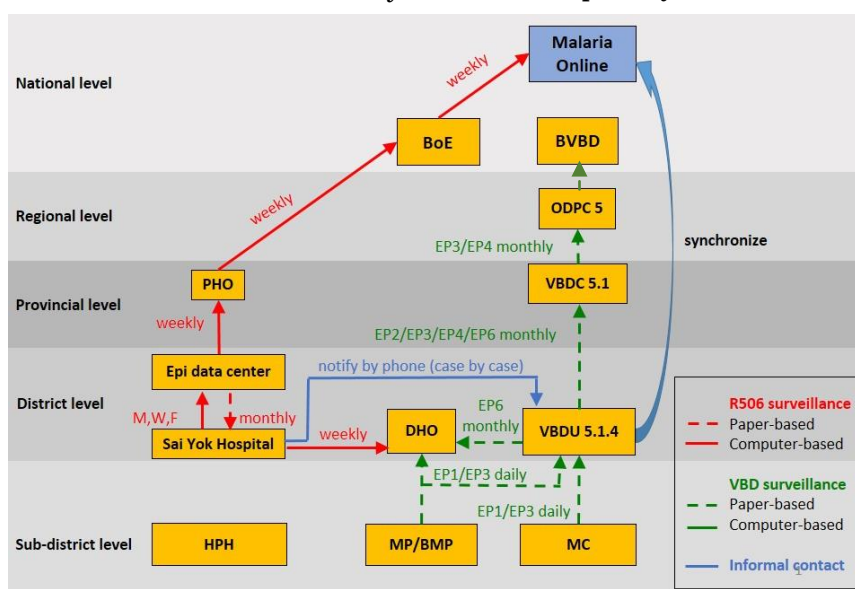 Malaria
Online
National level
weekly
BoE
BVBD
Regional level
weekly
ODPC 5
EP3/EP4 monthly
synchronize
PHO
VBDC 5.1
Provincial level
weekly
EP2/EP3/EP4/EP6 monthly
Epi data center
notify by phone (case by case)
District level
M,W,F
monthly
EP6
monthly
Sai Yok Hospital
weekly
DHO
VBDU 5.1.4
EP1/EP3 daily
EP1/EP3 daily
Sub-district level
HPH
MP/BMP
MC
R506 surveillance
Paper-based
Computer-based
VBD surveillance
Paper-based
Computer-based
Informal contact